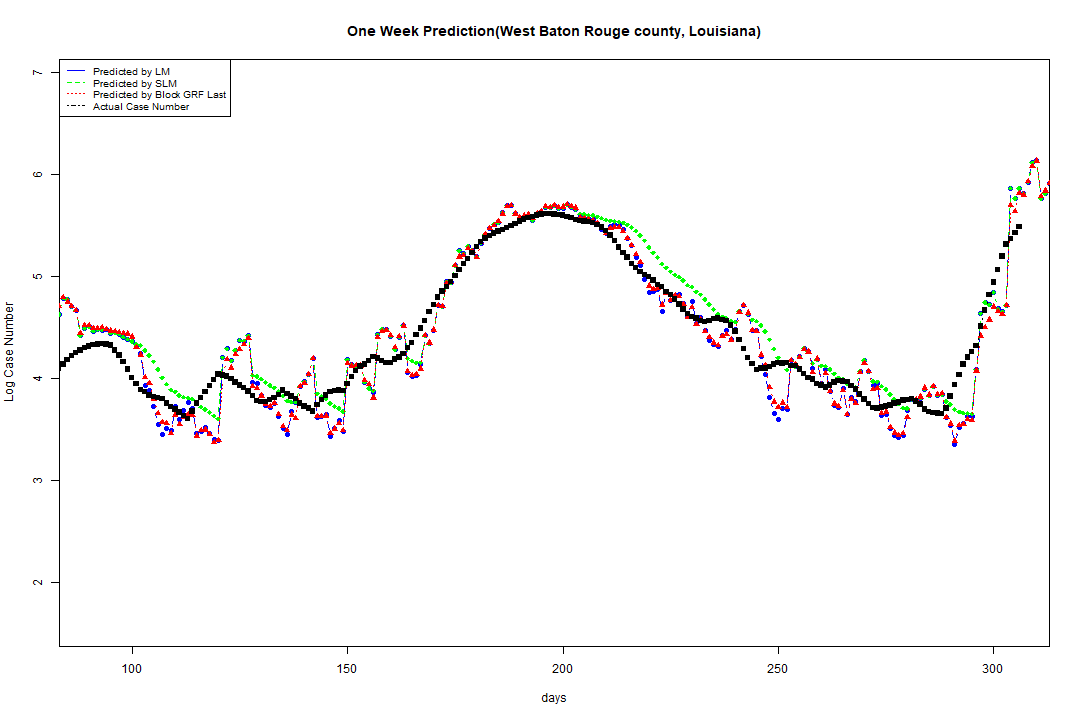 One Week Prediction(West Baton Rouge county, Louisiana)
Predicted by LM
Predicted by SLM
Predicted by Block GRF Last
Actual Case Number
7
6
5
4
3
2
Log Case Number
100 150 200 250 300
days